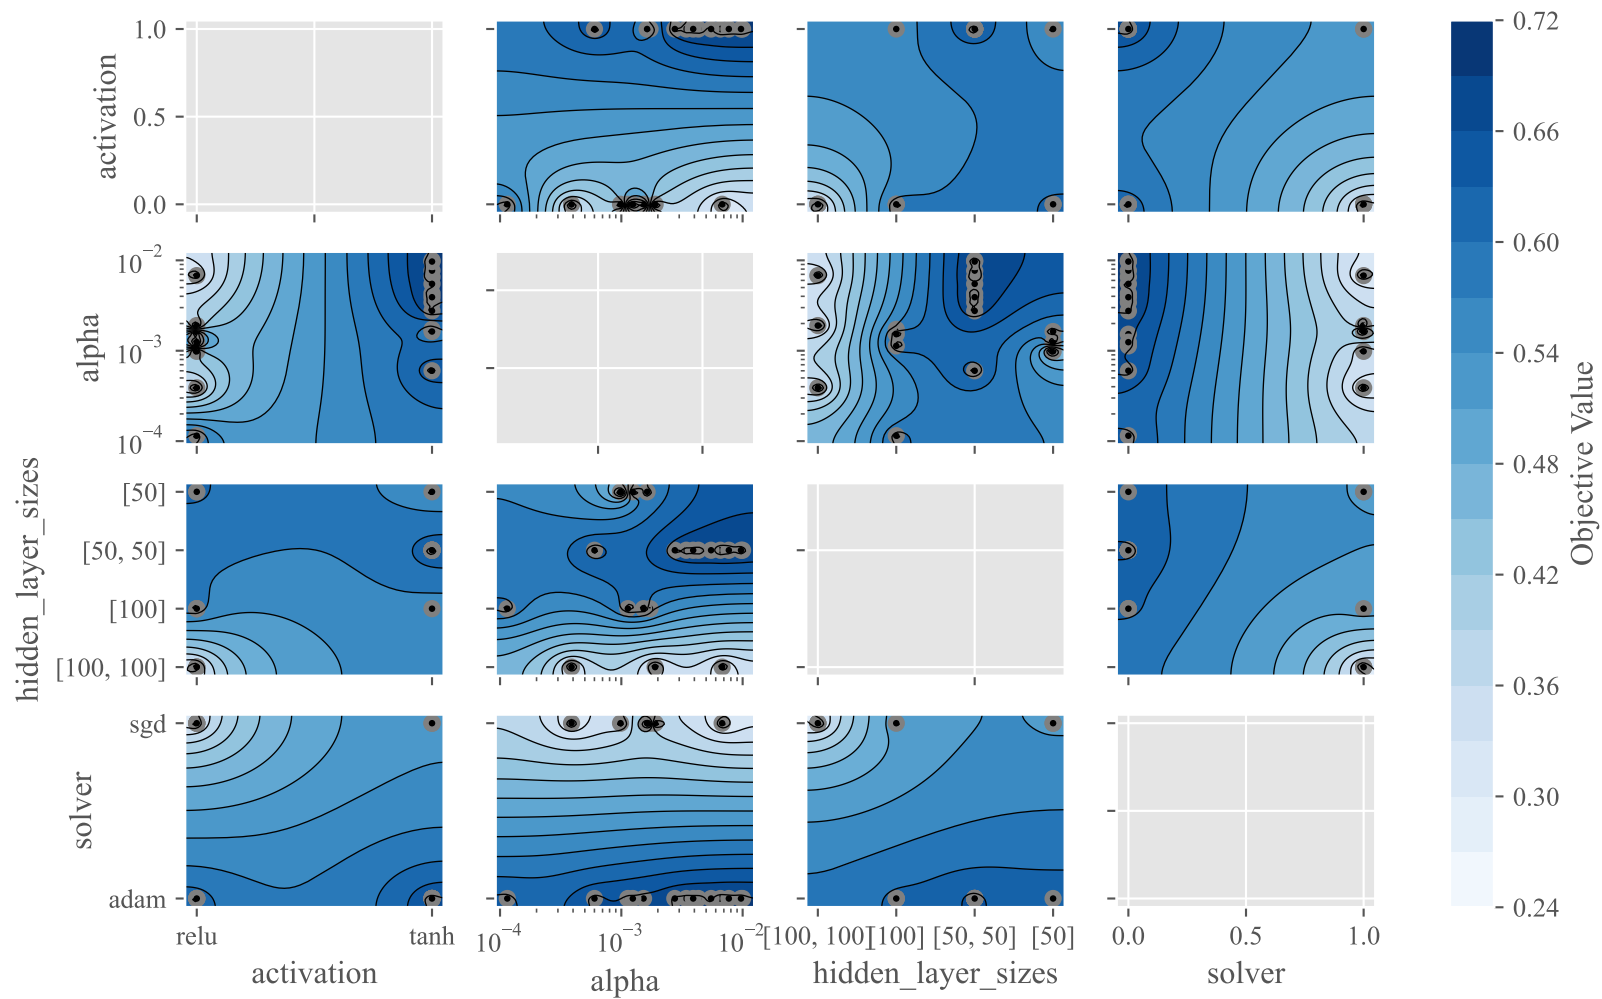 1.0
0.5
0.0
activation
10⁻²
10⁻³
10⁻⁴
alpha
[50]
[50, 50]
[100]
[100, 100]
hidden_layer_sizes
sgd
adam
solver
relu
tanh
activation
10⁻⁴
10⁻³
10⁻²
alpha
[100, 100]
[100]
[50, 50]
[50]
hidden_layer_sizes
0.0
0.5
1.0
solver
0.72
0.66
0.60
0.54
0.48
0.42
0.36
0.30
0.24
Objective Value